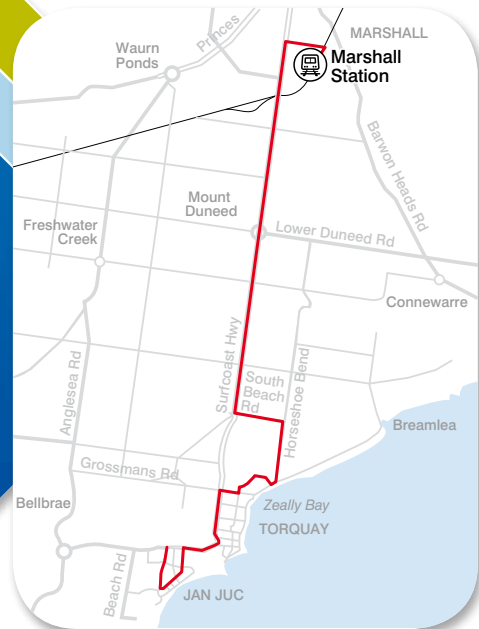 Princes
MARSHALL
Waurn
Ponds
Marshall
Station
Barwon Heads Rd
Mount
Duneed
Freshwater
Creek
Lower Duneed Rd
Connewarre
Surfcoast Hwy
Anglesea Rd
South
Beach
Rd
Horseshoe Bend
Breamlea
Grossmans Rd
Bellbrae
Zeally Bay
TORQUAY
Beach Rd
JAN JUC